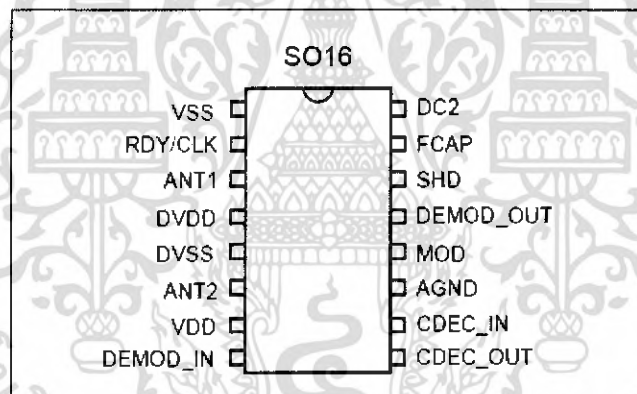 SO16
VSS
RDY/CLK
ANT1
DVDD
DVSS
ANT2
VDD
DEMOD_IN
DC2
FCAP
SHD
DEMOD_OUT
MOD
AGND
CDEC_IN
CDEC_OUT